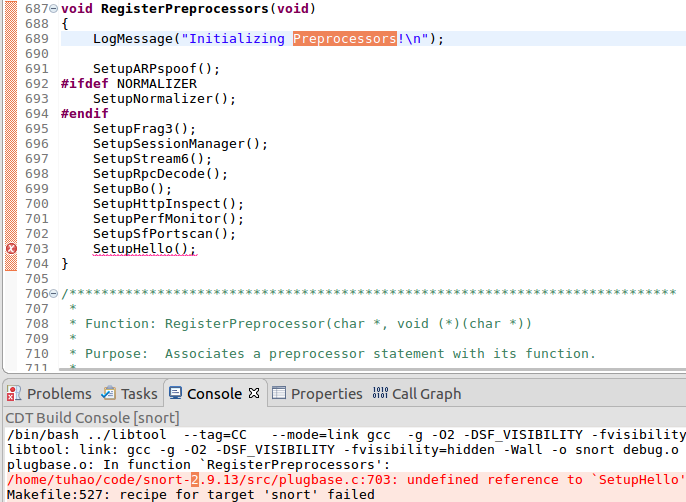 687 void RegisterPreprocessors(void)
688 {
689     LogMessage("Initializing Preprocessors!\n");
690
691     SetupARPspoof();
692 #ifdef NORMALIZER
693     SetupNormalizer();
694 #endif
695     SetupFrag3();
696     SetupSessionManager();
697     SetupStream6();
698     SetupRpcDecode();
699     SetupBo();
700     SetupHttpInspect();
701     SetupPerfMonitor();
702     SetupSfPortscan();
703     SetupHello();
704 }
705
706 /****************************************************************************
707  *
708  * Function: RegisterPreprocessor(char *, void (*)(char *))
709  *
710  * Purpose:  Associates a preprocessor statement with its function.
711  *
Problems Tasks Console Properties Call Graph
CDT Build Console [snort]
/bin/bash ../libtool  --tag=CC   --mode=link gcc  -g -O2 -DSF_VISIBILITY -fvisibility
libtool: link: gcc -g -O2 -DSF_VISIBILITY -fvisibility=hidden -Wall -o snort debug.o
plugbase.o: In function `RegisterPreprocessors':
/home/tuhao/code/snort-2.9.13/src/plugbase.c:703: undefined reference to `SetupHello'
Makefile:527: recipe for target 'snort' failed